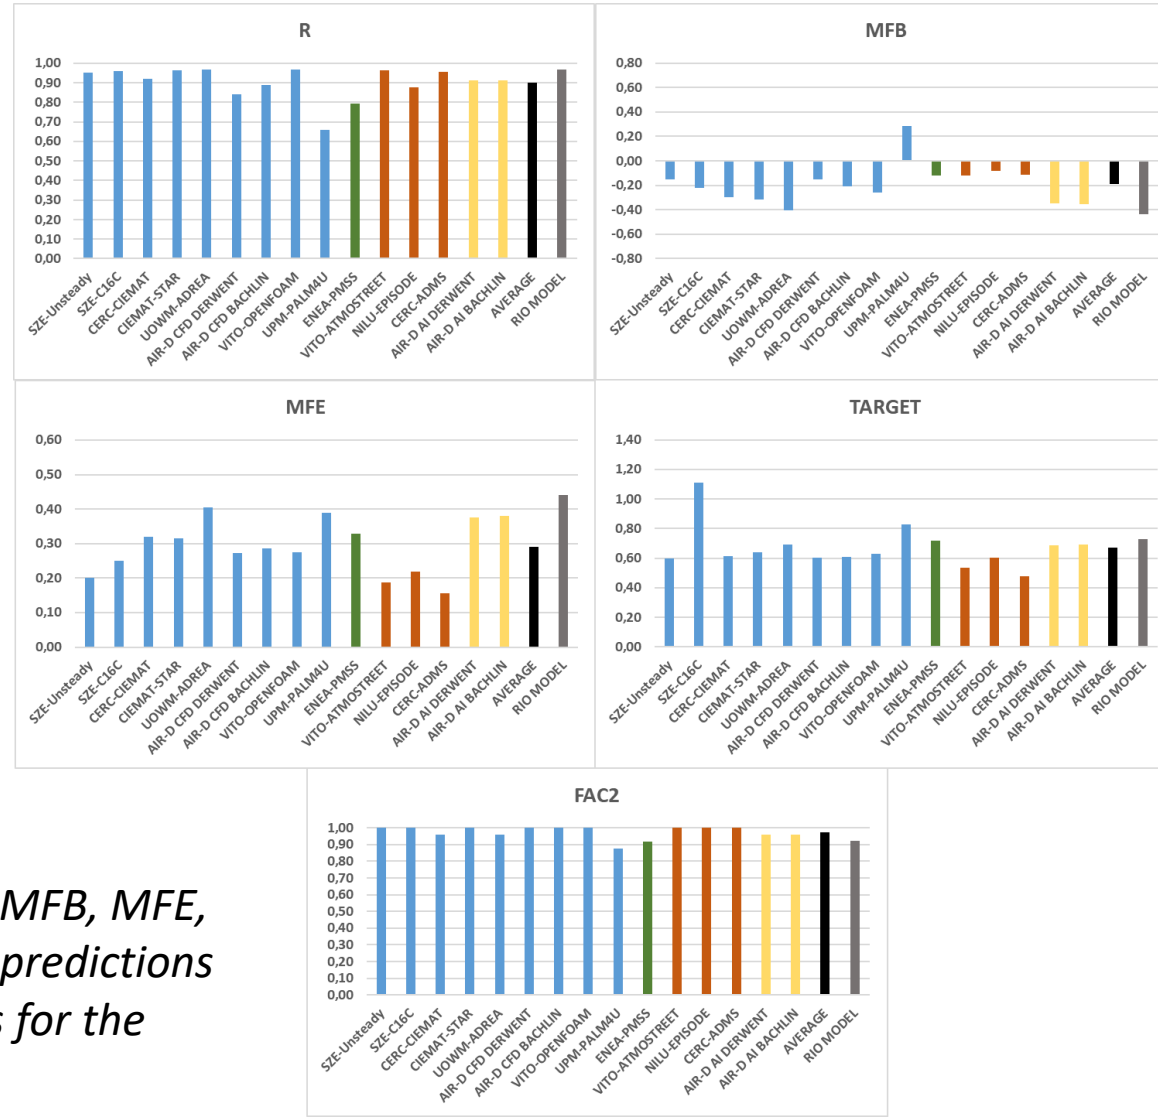 R
1,00
0,90
0,80
0,70
0,60
0,50
0,40
0,30
0,20
0,10
0,00
SZE-Unsteady
SZE-C16C
CERC-CIEMAT
CIEMAT-STAR
UOWM-ADREA
AIR-D CFD DERWENT
AIR-D CFD BACHLIN
VITO-OPENFOAM
UPM-PALM4U
ENEA-PMSS
VITO-ATMOSTREET
NILU-EPISODE
CERC-ADMS
AIR-D AI DERWENT
AIR-D AI BACHLIN
AVERAGE
RIO MODEL
MFB
0,80
0,60
0,40
0,20
0,00
-0,20
-0,40
-0,60
-0,80
SZE-Unsteady
SZE-C16C
CERC-CIEMAT
CIEMAT-STAR
UOWM-ADREA
AIR-D CFD DERWENT
AIR-D CFD BACHLIN
VITO-OPENFOAM
UPM-PALM4U
ENEA-PMSS
VITO-ATMOSTREET
NILU-EPISODE
CERC-ADMS
AIR-D AI DERWENT
AIR-D AI BACHLIN
AVERAGE
RIO MODEL
MFE
0,60
0,50
0,40
0,30
0,20
0,10
0,00
SZE-Unsteady
SZE-C16C
CERC-CIEMAT
CIEMAT-STAR
UOWM-ADREA
AIR-D CFD DERWENT
AIR-D CFD BACHLIN
VITO-OPENFOAM
UPM-PALM4U
ENEA-PMSS
VITO-ATMOSTREET
NILU-EPISODE
CERC-ADMS
AIR-D AI DERWENT
AIR-D AI BACHLIN
AVERAGE
RIO MODEL
TARGET
1,40
1,20
1,00
0,80
0,60
0,40
0,20
0,00
SZE-Unsteady
SZE-C16C
CERC-CIEMAT
CIEMAT-STAR
UOWM-ADREA
AIR-D CFD DERWENT
AIR-D CFD BACHLIN
VITO-OPENFOAM
UPM-PALM4U
ENEA-PMSS
VITO-ATMOSTREET
NILU-EPISODE
CERC-ADMS
AIR-D AI DERWENT
AIR-D AI BACHLIN
AVERAGE
RIO MODEL
FAC2
1,00
0,90
0,80
0,70
0,60
0,50
0,40
0,30
0,20
0,10
0,00
SZE-Unsteady
SZE-C16C
CERC-CIEMAT
CIEMAT-STAR
UOWM-ADREA
AIR-D CFD DERWENT
AIR-D CFD BACHLIN
VITO-OPENFOAM
UPM-PALM4U
ENEA-PMSS
VITO-ATMOSTREET
NILU-EPISODE
CERC-ADMS
AIR-D AI DERWENT
AIR-D AI BACHLIN
AVERAGE
RIO MODEL
MFB, MFE,
predictions
s for the